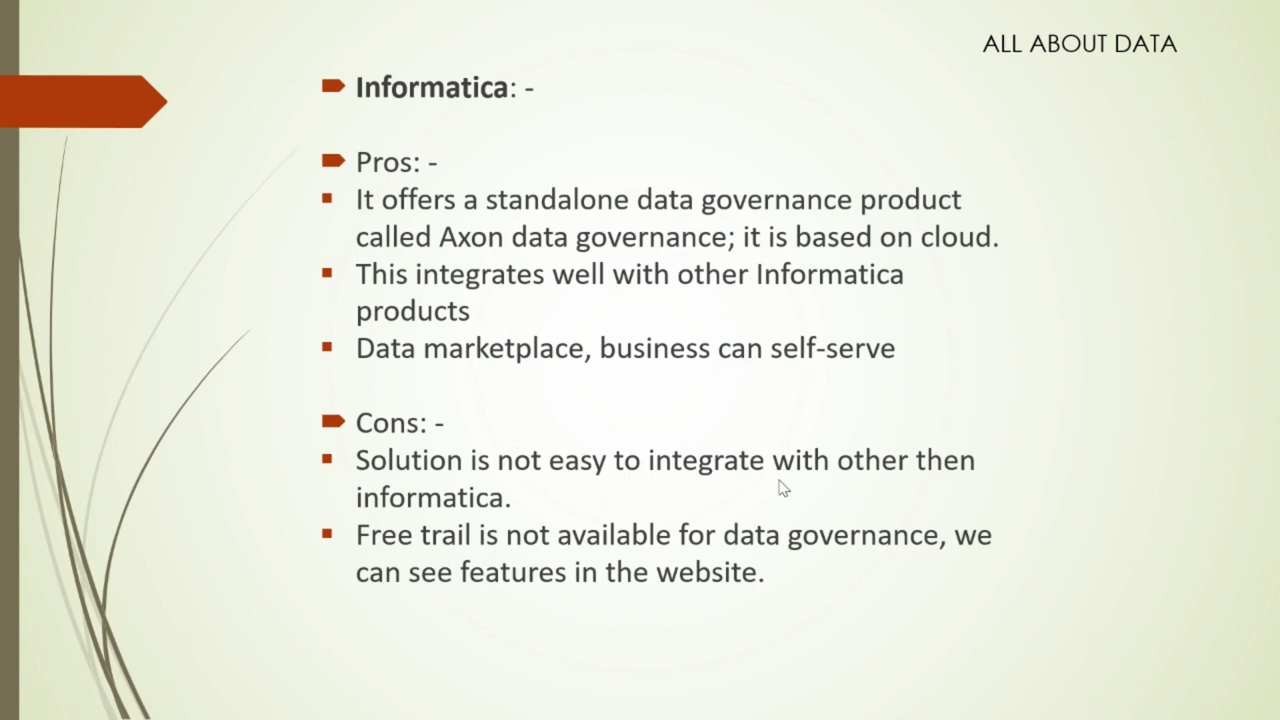 ALL ABOUT DATA
Informatica: -
Pros: -
It offers a standalone data governance product
called Axon data governance; it is based on cloud.
This integrates well with other Informatica
products
Data marketplace, business can self-serve
Cons: -
Solution is not easy to integrate with other then
informatica.
Free trail is not available for data governance, we
can see features in the website.